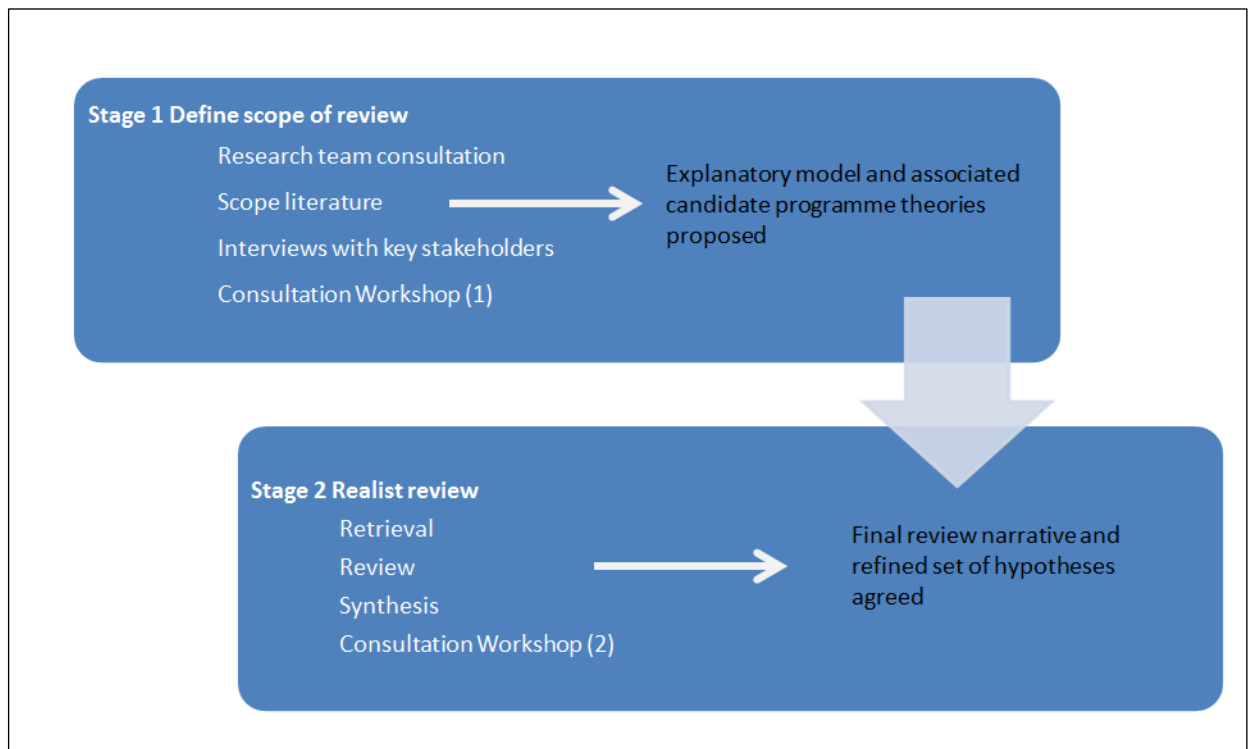 Stage 1 Define scope of review
Research team consultation
Scope literature
Interviews with key stakeholders
Consultation Workshop (1)
Explanatory model and associated
candidate programme theories
proposed
Stage 2 Realist review
Retrieval
Review
Synthesis
Consultation Workshop (2)
Final review narrative and
refined set of hypotheses
agreed